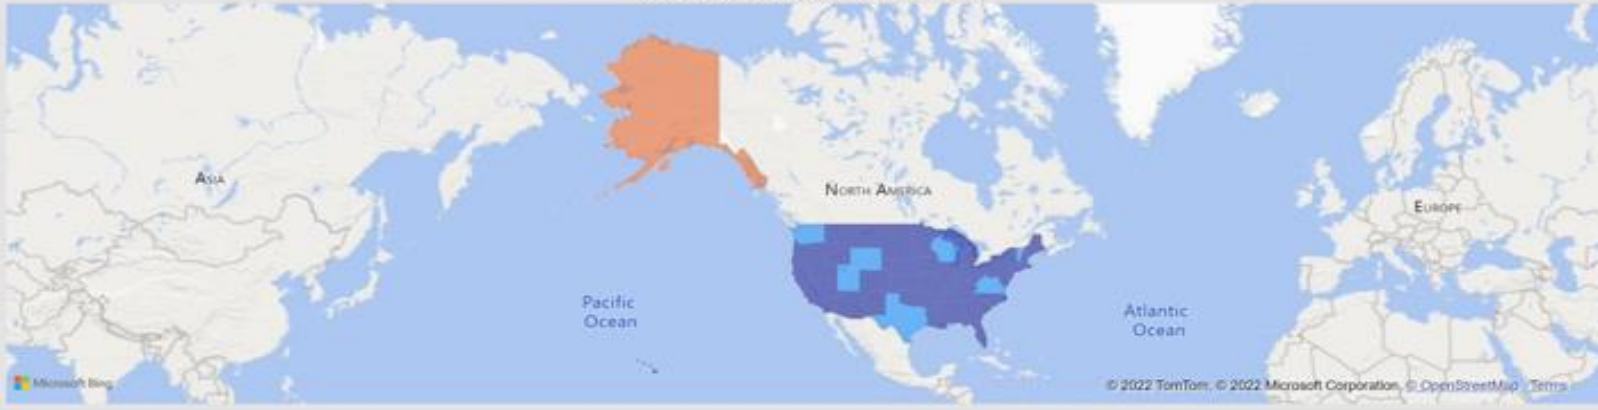 ASIA
NORTH AMERICA
EUROPE
Pacific
Ocean
Atlantic
Ocean
Microsoft Bing
© 2022 TomTom, © 2022 Microsoft Corporation, © OpenStreetMap Terms